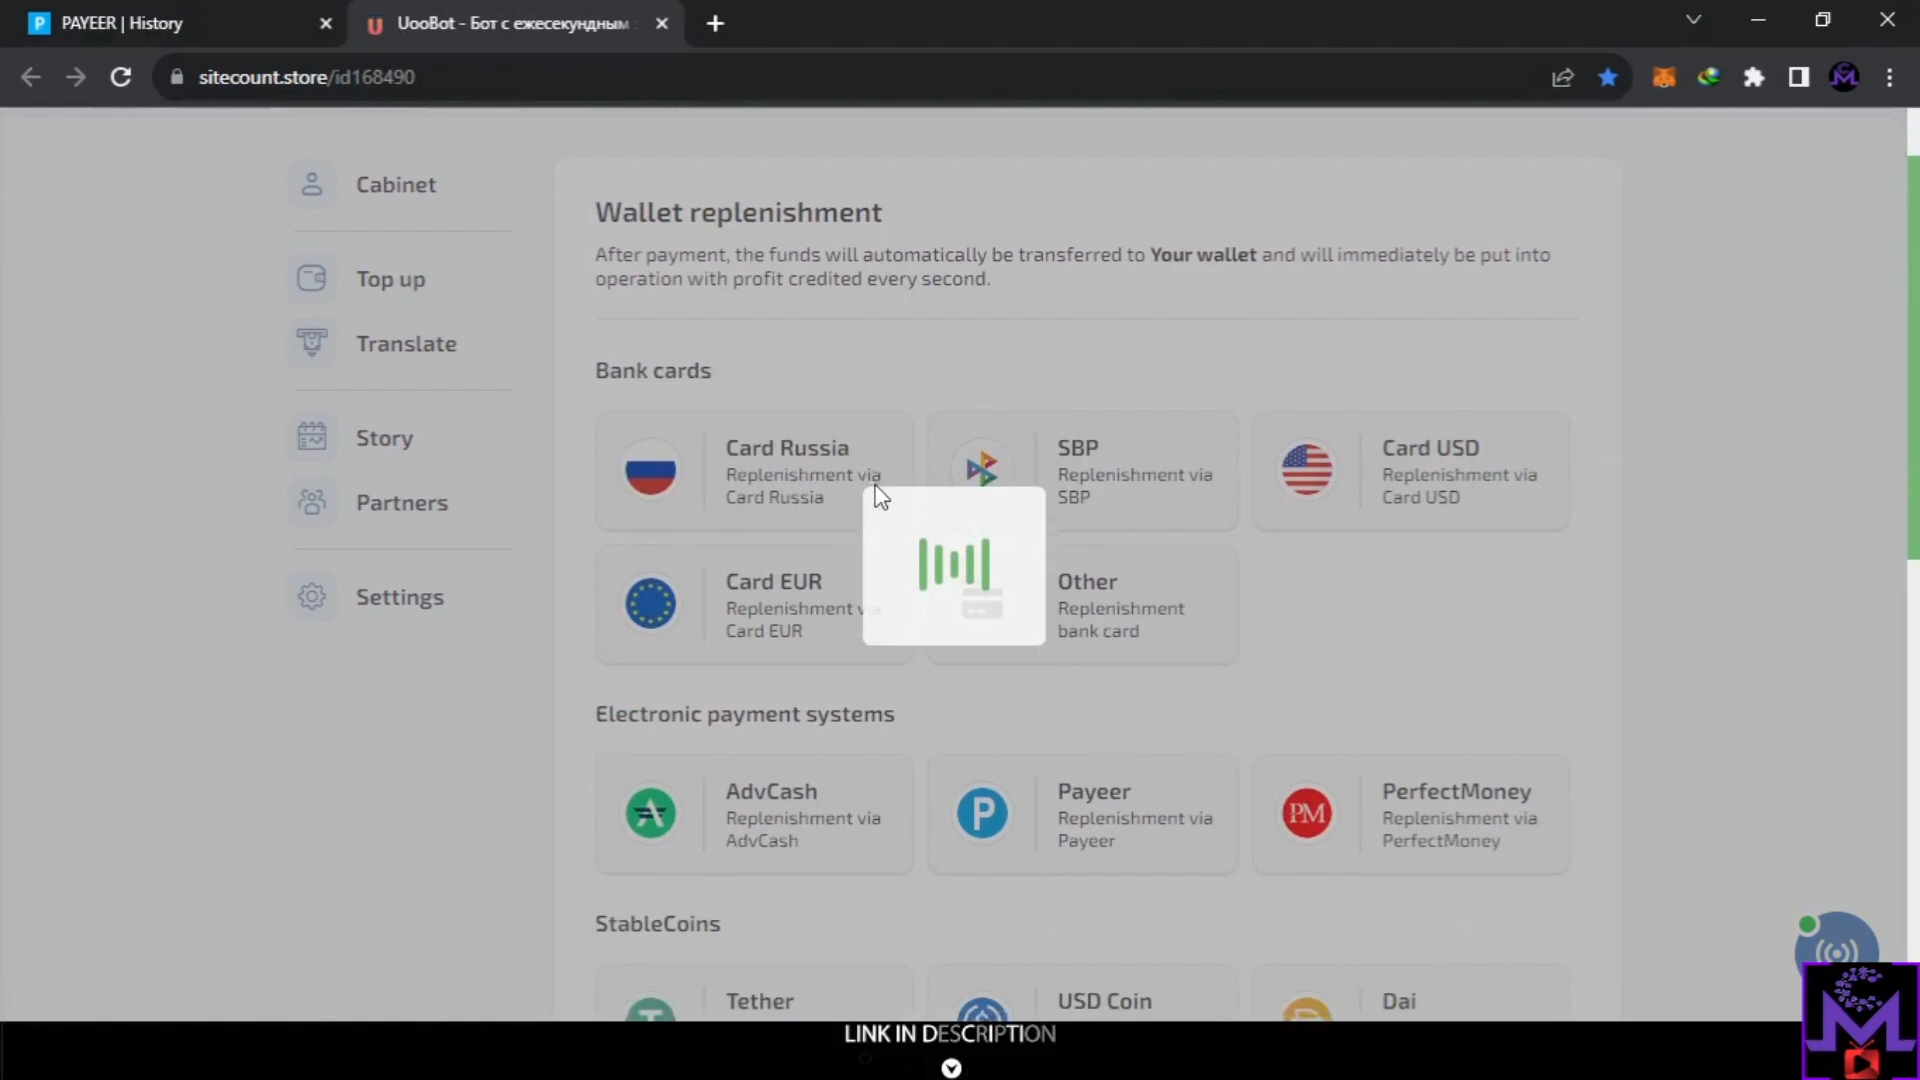 PAYEER | History
UooBot - Бот с ежесекундным
sitecount.store/id168490
Cabinet
Top up
Translate
Story
Partners
Settings
Wallet replenishment
After payment, the funds will automatically be transferred to Your wallet and will immediately be put into
operation with profit credited every second.
Bank cards
Card Russia
Replenishment via
Card Russia
SBP
Replenishment via
SBP
Card USD
Replenishment via
Card USD
Card EUR
Replenishment via
Card EUR
Other
Replenishment
bank card
Electronic payment systems
AdvCash
Replenishment via
AdvCash
P
Payeer
Replenishment via
Payeer
PM
PerfectMoney
Replenishment via
PerfectMoney
StableCoins
Tether
USD Coin
Dai
LINK IN DESCRIPTION